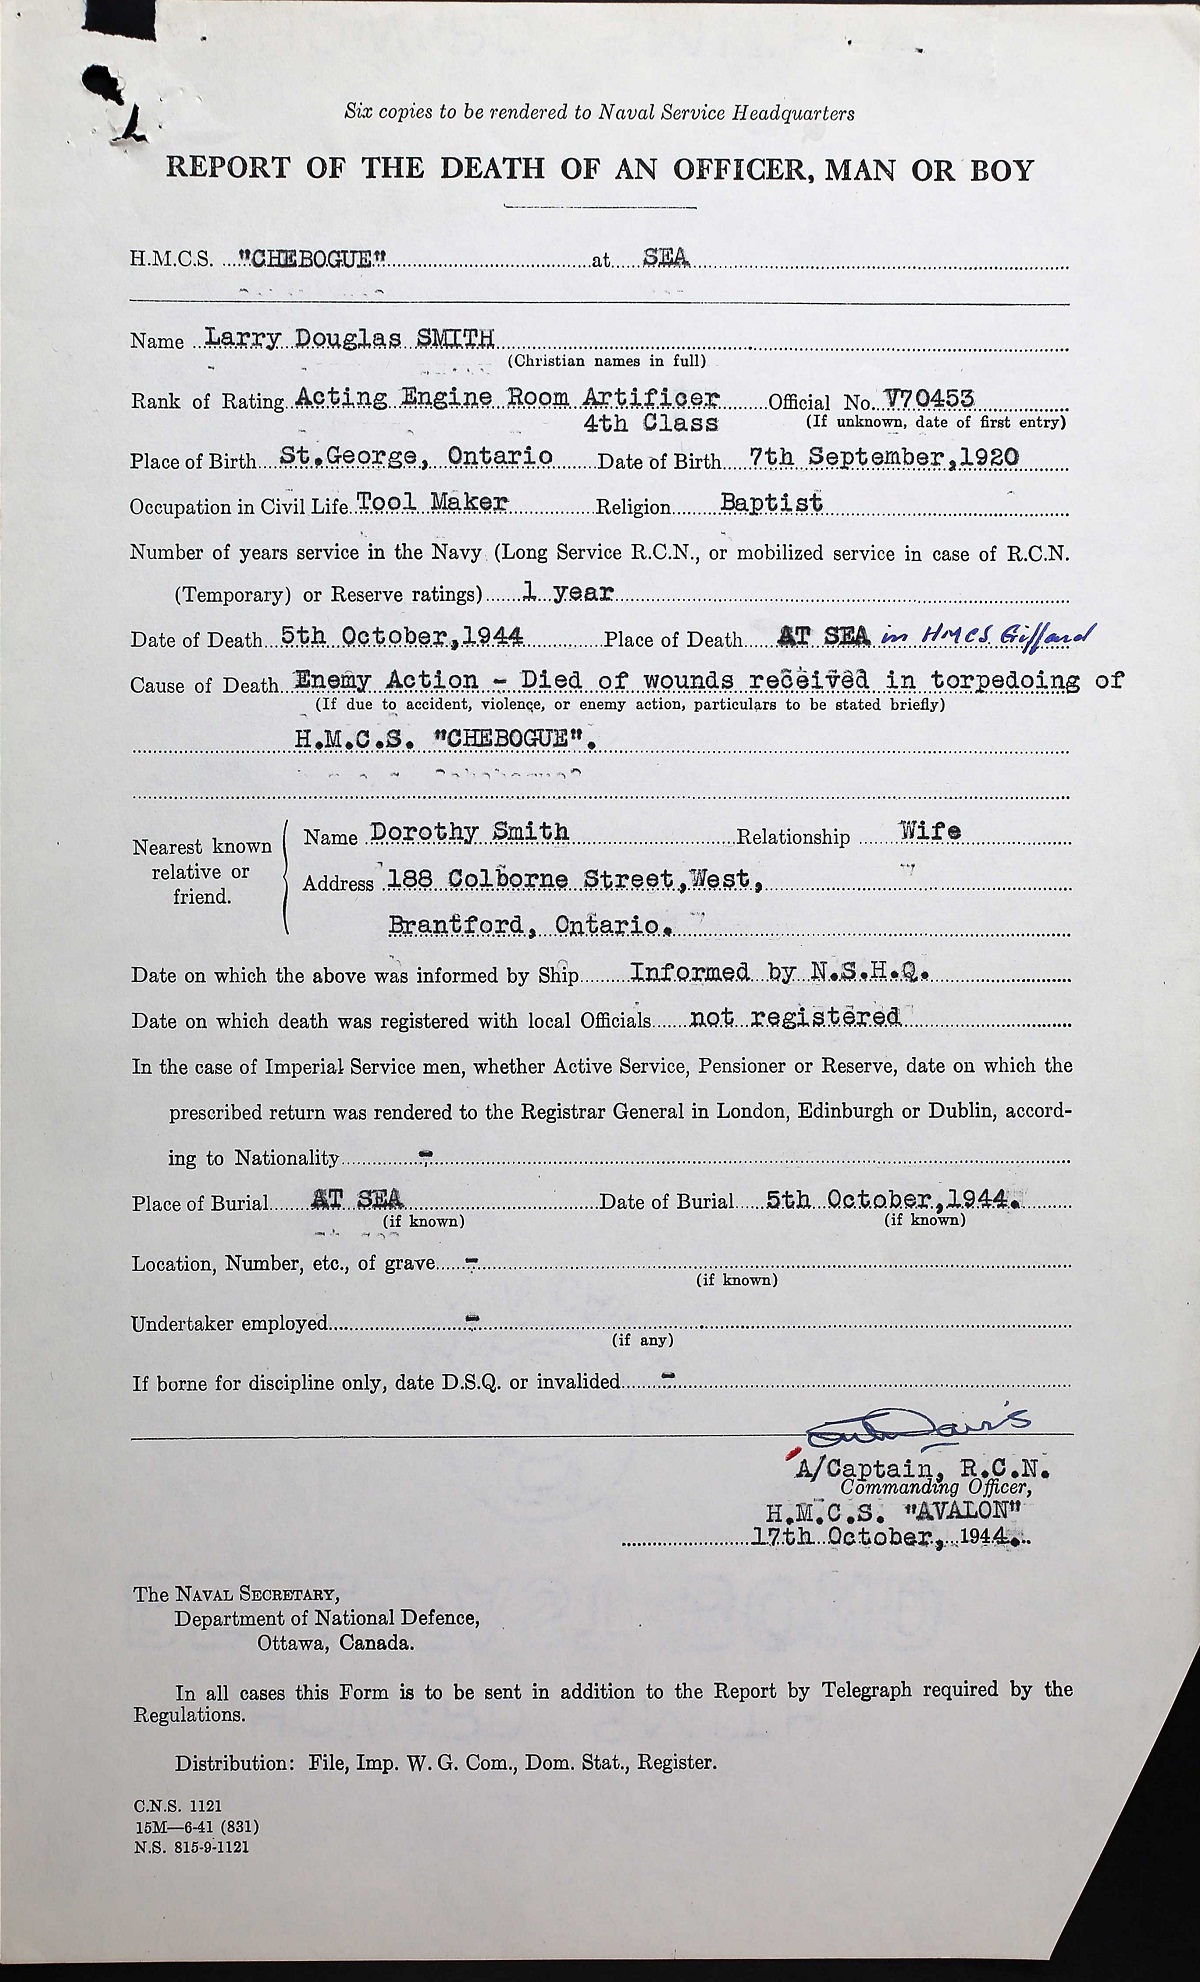 Six copies to be rendered to Naval Service Headquarters
REPORT OF THE DEATH OF AN OFFICER, MAN OR BOY
H.M.C.S. "CHEBOGUE" at SEA
Name Larry Douglas SMITH
(Christian names in full)
Rank of Rating Acting Engine Room Artificer Official No. V70453
4th Class (If unknown, date of first entry)
Place of Birth St.George, Ontario Date of Birth 7th September,1920
Occupation in Civil Life Tool Maker Religion Baptist
Number of years service in the Navy (Long Service R.C.N., or mobilized service in case of R.C.N.
(Temporary) or Reserve ratings) 1 year
Date of Death 5th October,1944 Place of Death AT SEA in HMCS Giffard
Cause of Death Enemy Action - Died of wounds received in torpedoing of
(If due to accident, violence, or enemy action, particulars to be stated briefly)
H.M.C.S. "CHEBOGUE".
Nearest known relative or friend. Name Dorothy Smith Relationship Wife
Address 188 Colborne Street,West,
Brantford, Ontario.
Date on which the above was informed by Ship Informed by N.S.H.Q.
Date on which death was registered with local Officials not registered
In the case of Imperial Service men, whether Active Service, Pensioner or Reserve, date on which the
prescribed return was rendered to the Registrar General in London, Edinburgh or Dublin, accord-
ing to Nationality -
Place of Burial AT SEA Date of Burial 5th October,1944.
(if known) (if known)
Location, Number, etc., of grave -
(if known)
Undertaker employed -
(if any)
If borne for discipline only, date D.S.Q. or invalided -
Davis
A/Captain, R.C.N.
Commanding Officer,
H.M.C.S. "AVALON"
17th October, 1944.
The NAVAL SECRETARY,
Department of National Defence,
Ottawa, Canada.
In all cases this Form is to be sent in addition to the Report by Telegraph required by the
Regulations.
Distribution: File, Imp. W. G. Com., Dom. Stat., Register.
C.N.S. 1121
15M—6-41 (831)
N.S. 815-9-1121